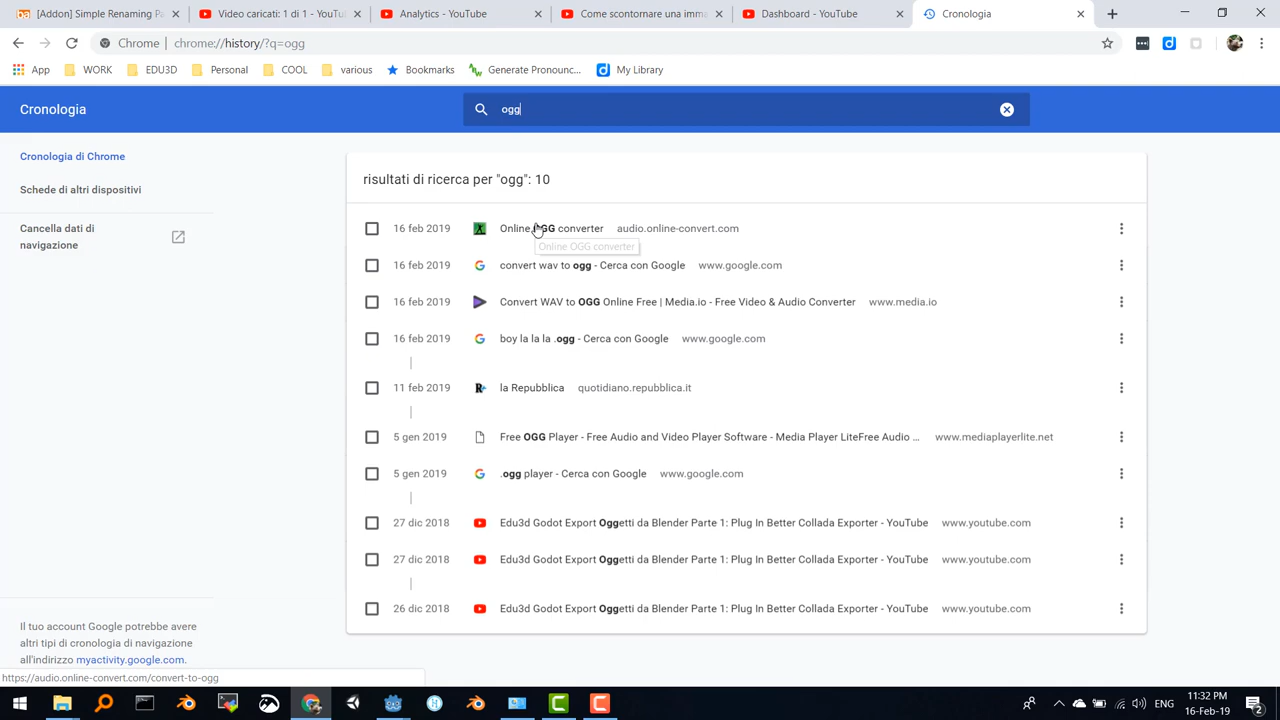 [Addon] Simple Renaming Pa
Video caricati: 1 di 1 - YouTub
Analytics - YouTube
Come scontornare una imma
Dashboard - YouTube
Cronologia
Chrome | chrome://history/?q=ogg
App WORK EDU3D Personal COOL various Bookmarks Generate Pronounc... My Library
Cronologia
ogg
Cronologia di Chrome
Schede di altri dispositivi
Cancella dati di
navigazione
risultati di ricerca per "ogg": 10
16 feb 2019 Online OGG converter audio.online-convert.com
Online OGG converter
16 feb 2019 convert wav to ogg - Cerca con Google www.google.com
16 feb 2019 Convert WAV to OGG Online Free | Media.io - Free Video & Audio Converter www.media.io
16 feb 2019 boy la la la .ogg - Cerca con Google www.google.com
11 feb 2019 la Repubblica quotidiano.repubblica.it
5 gen 2019 Free OGG Player - Free Audio and Video Player Software - Media Player LiteFree Audio ... www.mediaplayerlite.net
5 gen 2019 .ogg player - Cerca con Google www.google.com
27 dic 2018 Edu3d Godot Export Oggetti da Blender Parte 1: Plug In Better Collada Exporter - YouTube www.youtube.com
27 dic 2018 Edu3d Godot Export Oggetti da Blender Parte 1: Plug In Better Collada Exporter - YouTube www.youtube.com
26 dic 2018 Edu3d Godot Export Oggetti da Blender Parte 1: Plug In Better Collada Exporter - YouTube www.youtube.com
Il tuo account Google potrebbe avere
altri tipi di cronologia di navigazione
all'indirizzo myactivity.google.com.
https://audio.online-convert.com/convert-to-ogg
ENG
11:32 PM
16-Feb-19
2